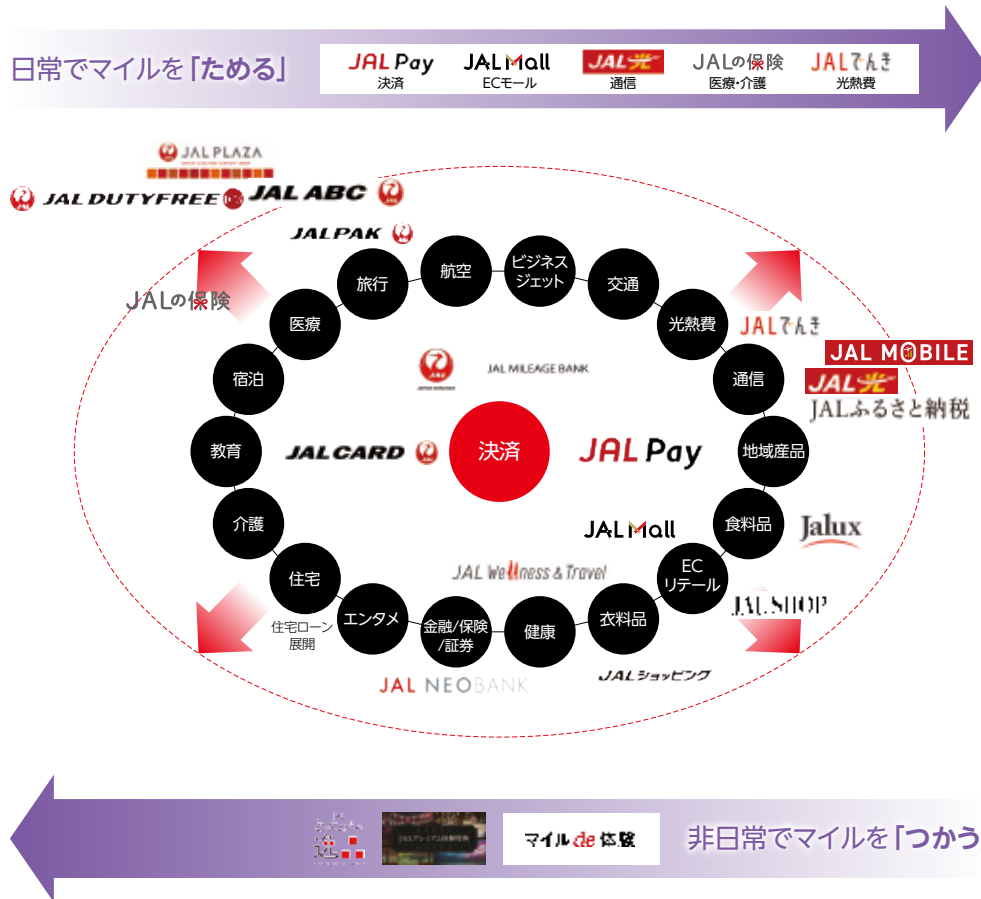 日常でマイルを「ためる」
JAL Pay
決済
JAL Mall
ECモール
JAL光
通信
JALの保険
医療・介護
JALでんき
光熱費
JAL PLAZA
JAL DUTYFREE
JAL ABC
JALPAK
JALの保険
旅行
航空
ビジネス
ジェット
交通
医療
光熱費
JALでんき
宿泊
通信
JAL MOBILE
JAL光
JALふるさと納税
JAL MILEAGE BANK
教育
JALCARD
決済
JAL Pay
地域産品
介護
JAL Mall
食料品
Jalux
住宅
JAL Wellness & Travel
EC
リテール
JAL SHOP
住宅ローン
展開
エンタメ
金融/保険
/証券
健康
衣料品
JAL NEOBANK
JALショッピング
マイルde体験
非日常でマイルを「つかう